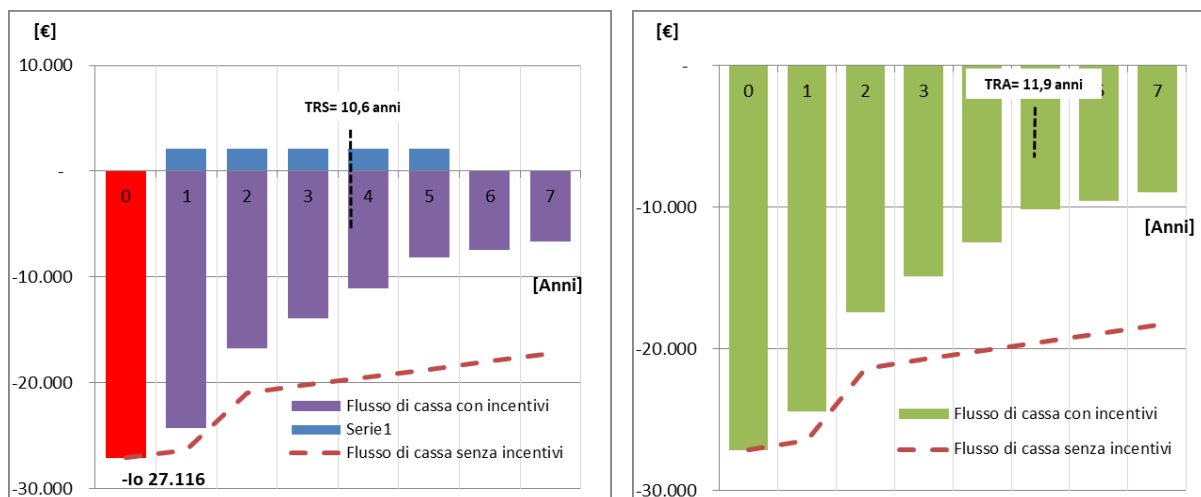 [€]
10.000
TRS= 10,6 anni
-
0 1 2 3 4 5 6 7
-10.000
[Anni]
-20.000
Flusso di cassa con incentivi
Serie1
Flusso di cassa senza incentivi
-Io 27.116
-30.000
[€]
-
TRA= 11,9 anni
0 1 2 3 7
-10.000
[Anni]
-20.000
Flusso di cassa con incentivi
Flusso di cassa senza incentivi
-30.000